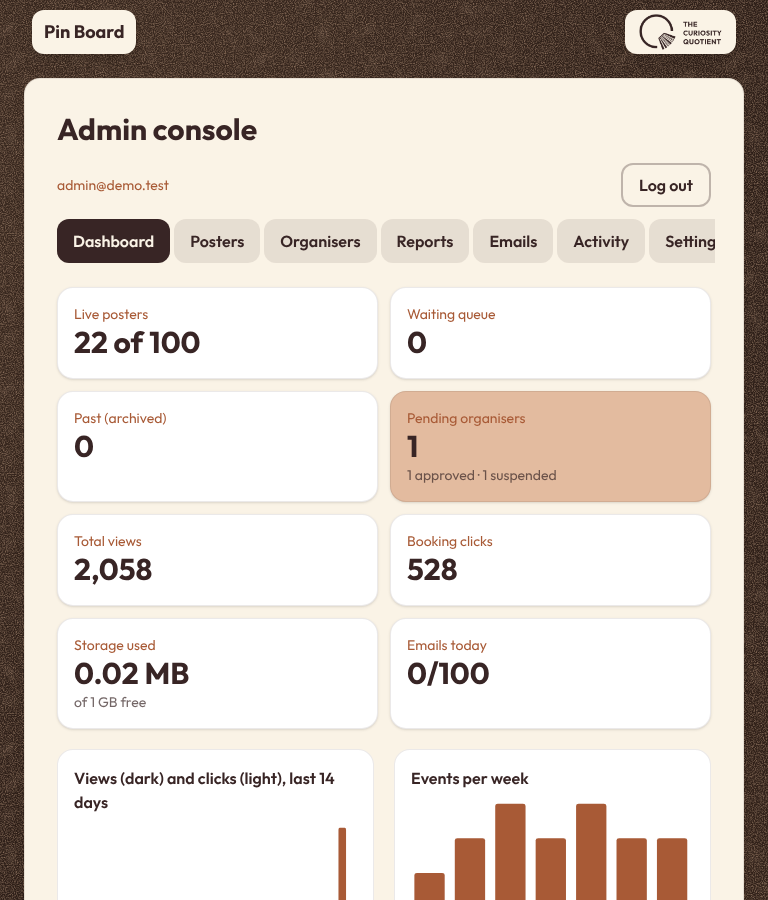 Pin Board
THE
CURIOSITY
QUOTIENT
Admin console
admin@demo.test
Log out
Dashboard
Posters
Organisers
Reports
Emails
Activity
Setting
Live posters
22 of 100
Waiting queue
0
Past (archived)
0
Pending organisers
1
1 approved · 1 suspended
Total views
2,058
Booking clicks
528
Storage used
0.02 MB
of 1 GB free
Emails today
0/100
Views (dark) and clicks (light), last 14
days
Events per week